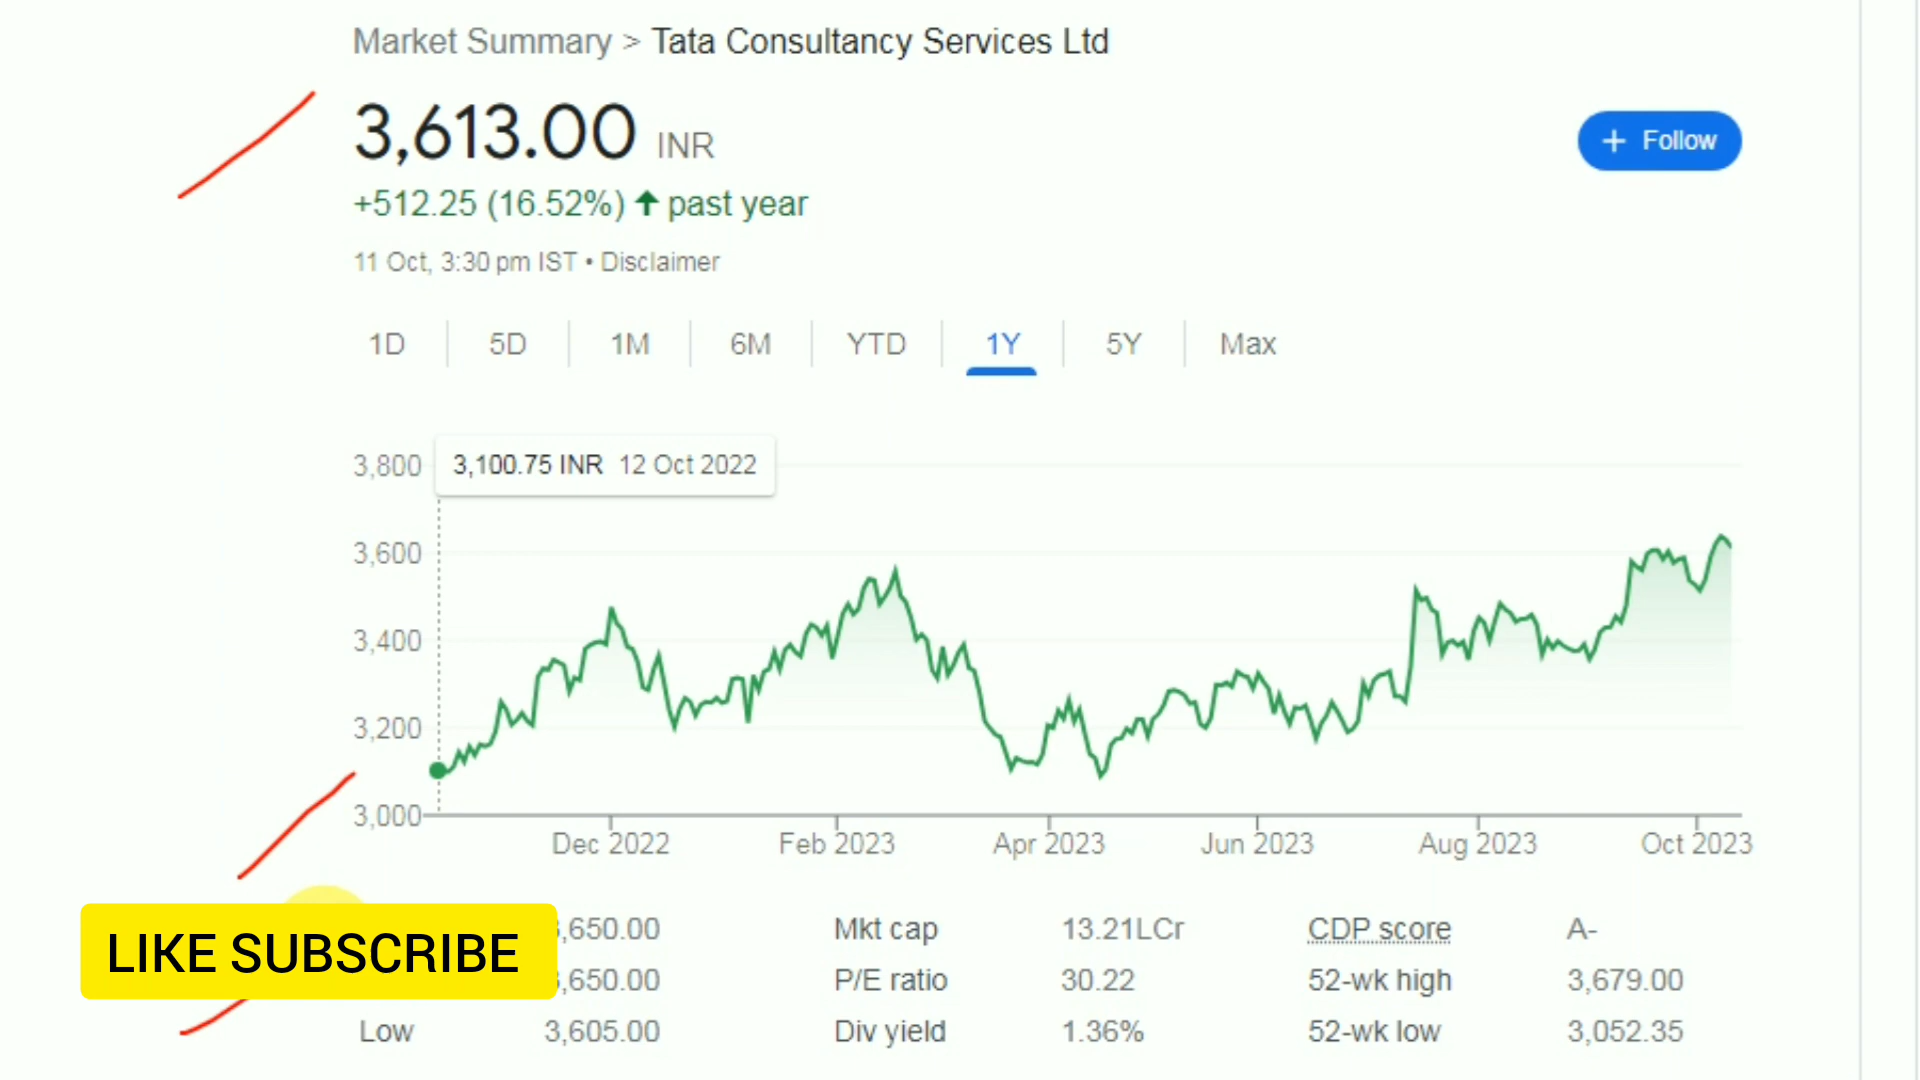 Market Summary > Tata Consultancy Services Ltd
3,613.00 INR
+ Follow
+512.25 (16.52%) ↑ past year
11 Oct, 3:30 pm IST • Disclaimer
1D 5D 1M 6M YTD 1Y 5Y Max
3,100.75 INR 12 Oct 2022
3,800
3,600
3,400
3,200
3,000
Dec 2022 Feb 2023 Apr 2023 Jun 2023 Aug 2023 Oct 2023
LIKE SUBSCRIBE
,650.00 Mkt cap 13.21LCr CDP score A-
,650.00 P/E ratio 30.22 52-wk high 3,679.00
Low 3,605.00 Div yield 1.36% 52-wk low 3,052.35